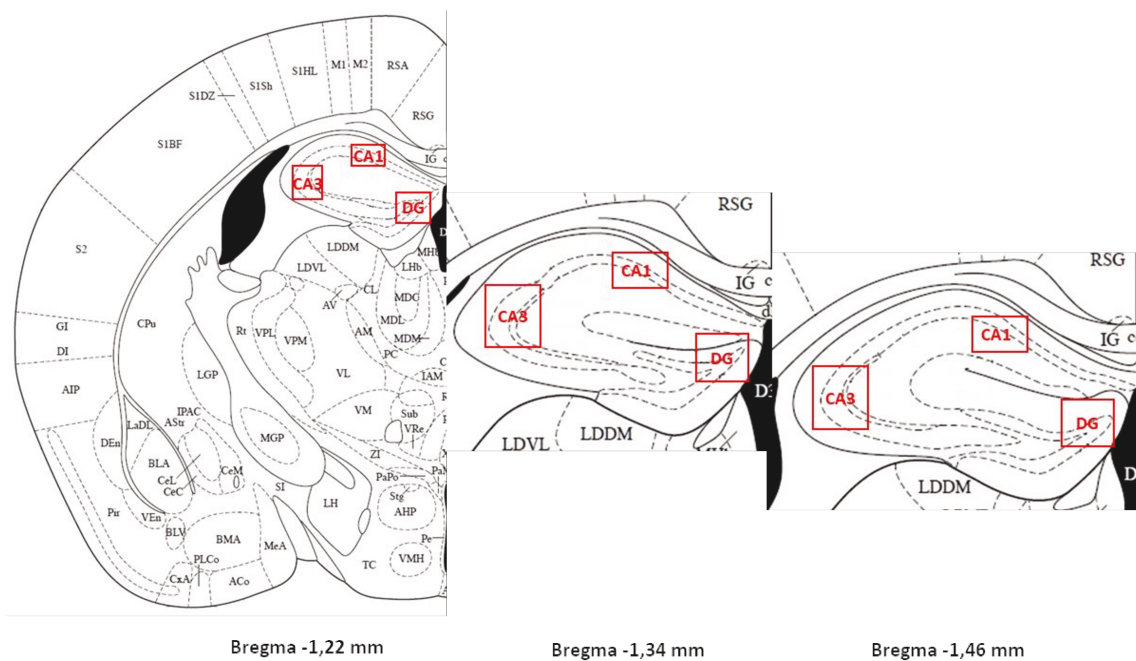 RSA
M2
M1
S1HL
S1Sh
S1DZ
RSG
S1BF
CA1
IG
CA3
DG
S2
LDDM
LDVL
MHb
LHb
CL
MDC
AV
GI
CPu
Rt
VPL
VPM
AM
MDL
MDM
DI
PC
VL
IAM
AIP
LGP
IPAC
AStr
VM
Sub
VRe
LaDL
DEn
MGP
ZI
BLA
CeM
CeL
CeC
PaPo
SI
Stg
AHP
LH
Pir
VEn
BLV
BMA
MeA
Pe
PLCo
VMH
TC
CxA
ACo
Bregma -1,22 mm
RSG
CA1
IG
CA3
DG
LDVL
LDDM
Bregma -1,34 mm
RSG
CA1
IG
CA3
DG
LDDM
Bregma -1,46 mm